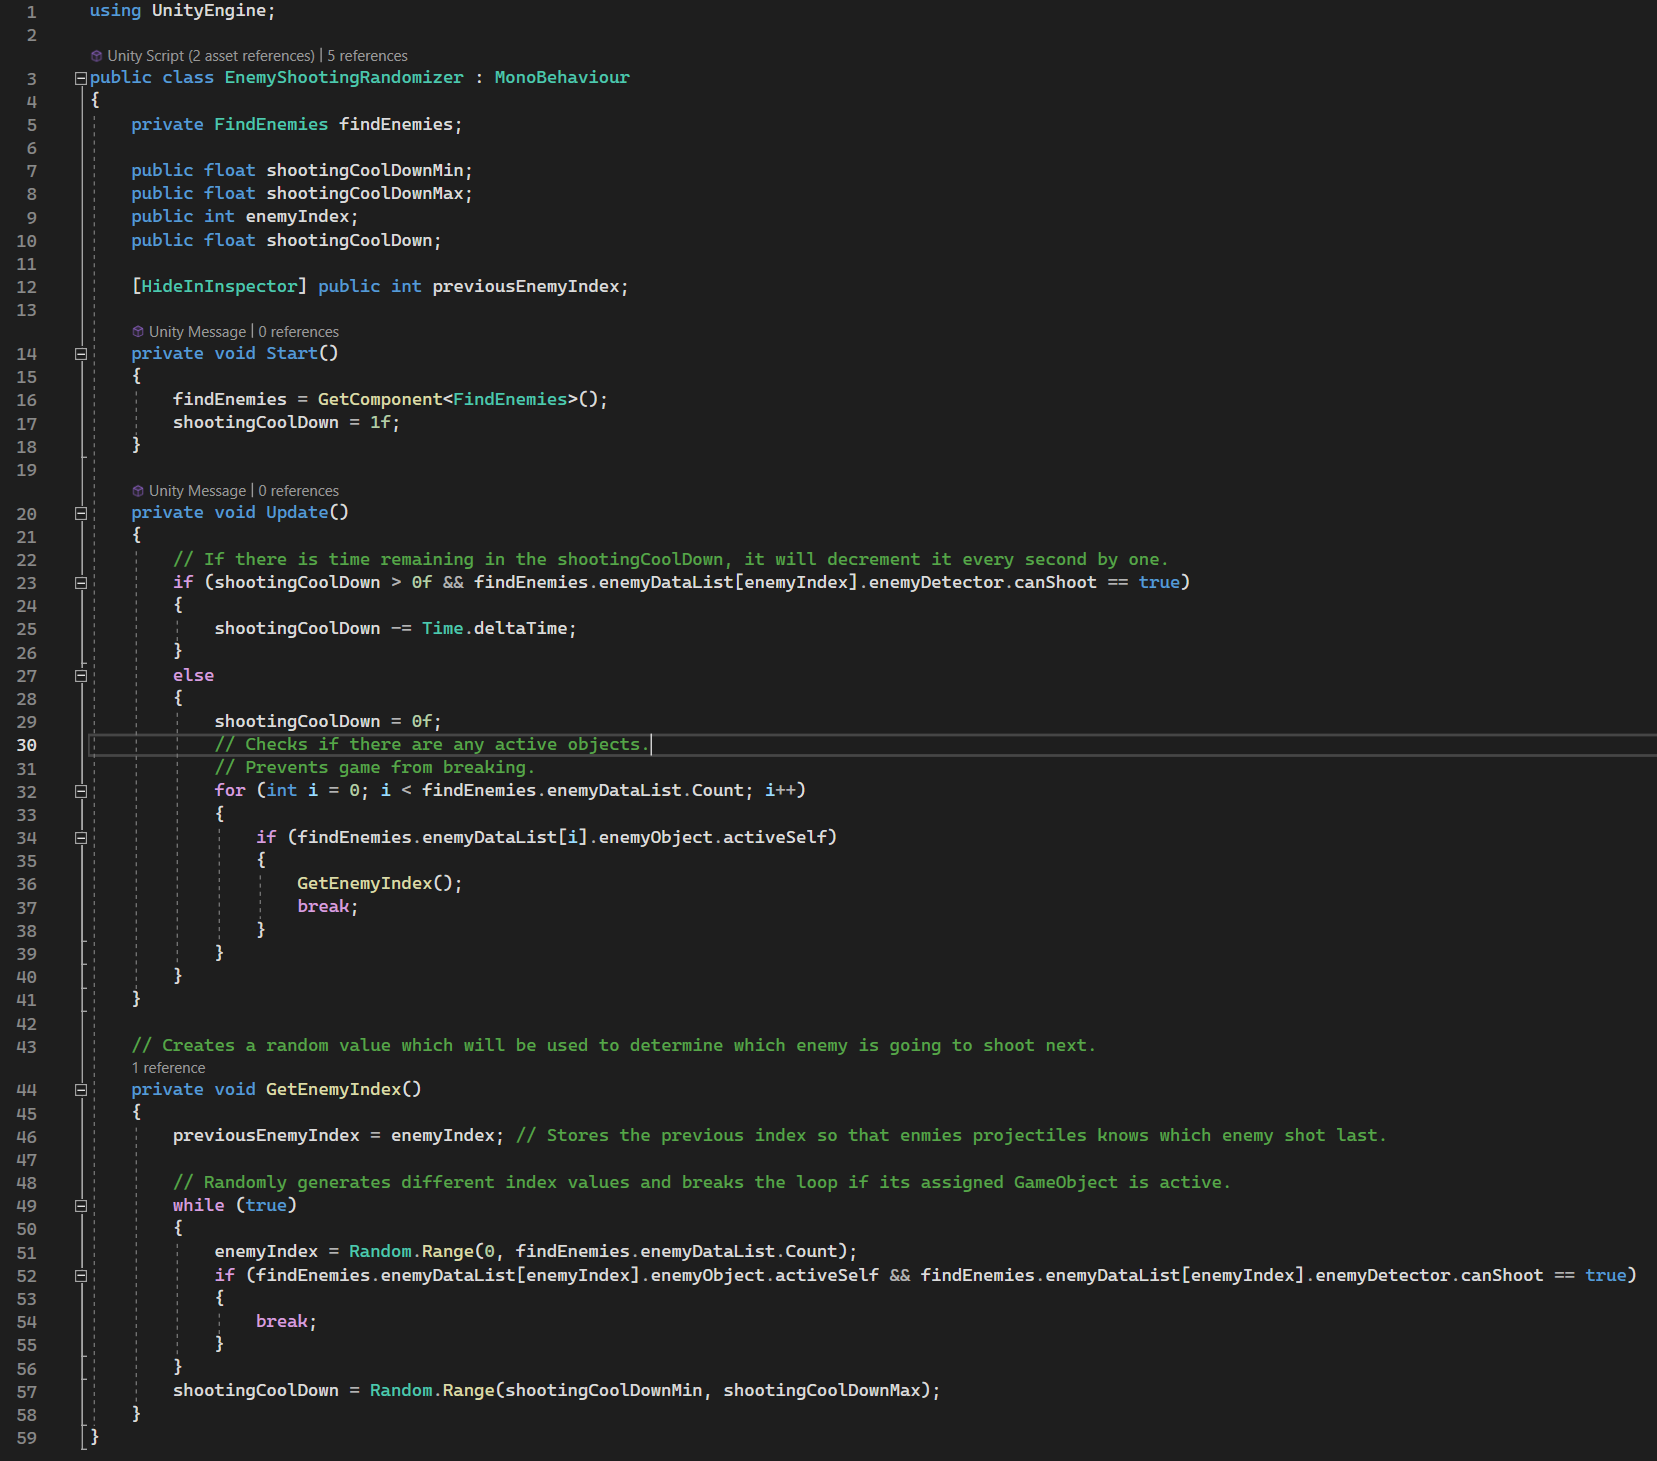 1 using UnityEngine;
2
Unity Script (2 asset references) | 5 references
3 public class EnemyShootingRandomizer : MonoBehaviour
4 {
5 private FindEnemies findEnemies;
6
7 public float shootingCoolDownMin;
8 public float shootingCoolDownMax;
9 public int enemyIndex;
10 public float shootingCoolDown;
11
12 [HideInInspector] public int previousEnemyIndex;
13
Unity Message | 0 references
14 private void Start()
15 {
16 findEnemies = GetComponent<FindEnemies>();
17 shootingCoolDown = 1f;
18 }
19
Unity Message | 0 references
20 private void Update()
21 {
22 // If there is time remaining in the shootingCoolDown, it will decrement it every second by one.
23 if (shootingCoolDown > 0f && findEnemies.enemyDataList[enemyIndex].enemyDetector.canShoot == true)
24 {
25 shootingCoolDown -= Time.deltaTime;
26 }
27 else
28 {
29 shootingCoolDown = 0f;
30 // Checks if there are any active objects.
31 // Prevents game from breaking.
32 for (int i = 0; i < findEnemies.enemyDataList.Count; i++)
33 {
34 if (findEnemies.enemyDataList[i].enemyObject.activeSelf)
35 {
36 GetEnemyIndex();
37 break;
38 }
39 }
40 }
41 }
42
43 // Creates a random value which will be used to determine which enemy is going to shoot next.
1 reference
44 private void GetEnemyIndex()
45 {
46 previousEnemyIndex = enemyIndex; // Stores the previous index so that enmies projectiles knows which enemy shot last.
47
48 // Randomly generates different index values and breaks the loop if its assigned GameObject is active.
49 while (true)
50 {
51 enemyIndex = Random.Range(0, findEnemies.enemyDataList.Count);
52 if (findEnemies.enemyDataList[enemyIndex].enemyObject.activeSelf && findEnemies.enemyDataList[enemyIndex].enemyDetector.canShoot == true)
53 {
54 break;
55 }
56 }
57 shootingCoolDown = Random.Range(shootingCoolDownMin, shootingCoolDownMax);
58 }
59 }